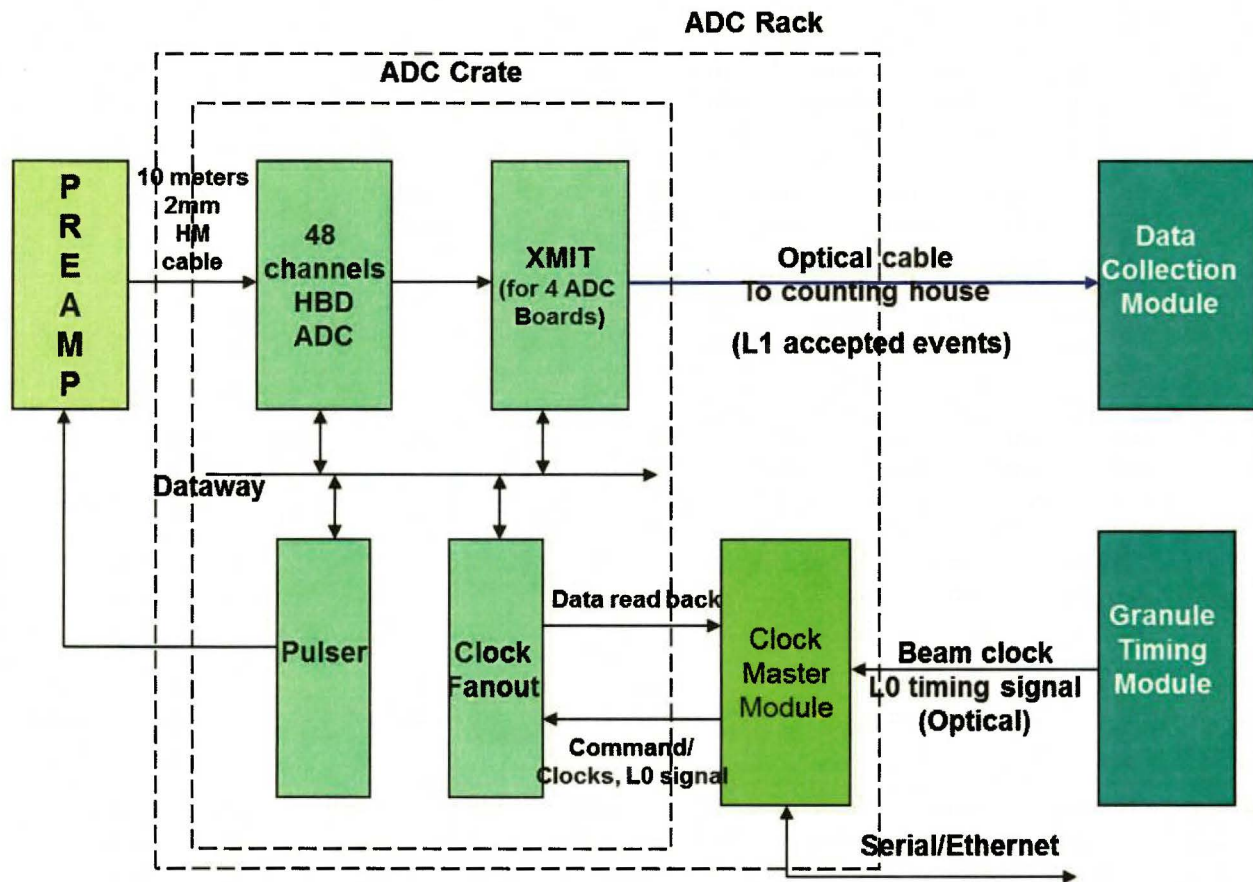 ADC Rack
ADC Crate
P
R
E
A
M
P
10 meters
2mm
HM
cable
48
channels
HBD
ADC
XMIT
(for 4 ADC
Boards)
Optical cable
To counting house
(L1 accepted events)
Data
Collection
Module
Dataway
Pulser
Clock
Fanout
Data read back
Command/
Clocks, L0 signal
Clock
Master
Module
Beam clock
L0 timing signal
(Optical)
Granule
Timing
Module
Serial/Ethernet